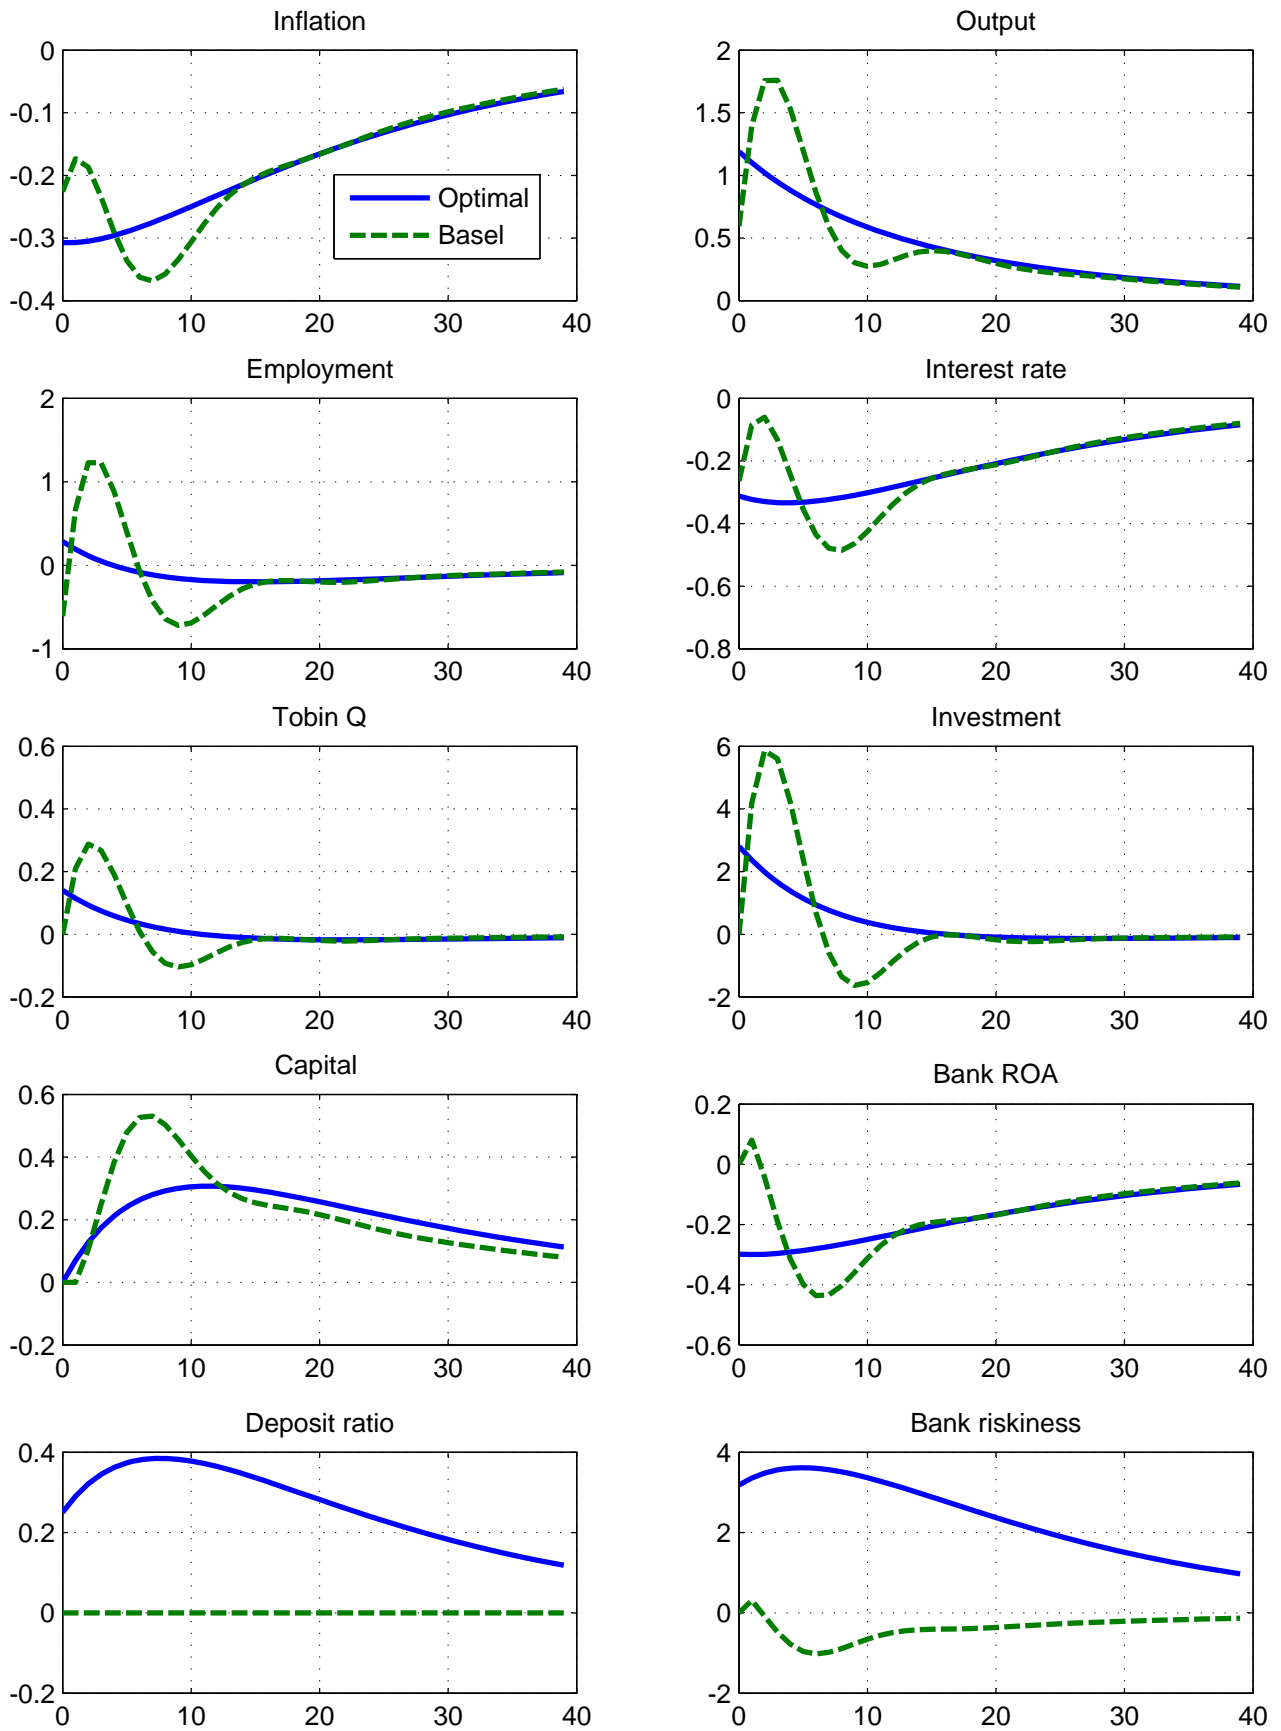 Inflation
0
-0.1
-0.2
-0.3
-0.4
0 10 20 30 40
Optimal
Basel
Output
2
1.5
1
0.5
0
0 10 20 30 40
Employment
2
1
0
-1
0 10 20 30 40
Interest rate
0
-0.2
-0.4
-0.6
-0.8
0 10 20 30 40
Tobin Q
0.6
0.4
0.2
0
-0.2
0 10 20 30 40
Investment
6
4
2
0
-2
0 10 20 30 40
Capital
0.6
0.4
0.2
0
-0.2
0 10 20 30 40
Bank ROA
0.2
0
-0.2
-0.4
-0.6
0 10 20 30 40
Deposit ratio
0.4
0.2
0
-0.2
0 10 20 30 40
Bank riskiness
4
2
0
-2
0 10 20 30 40